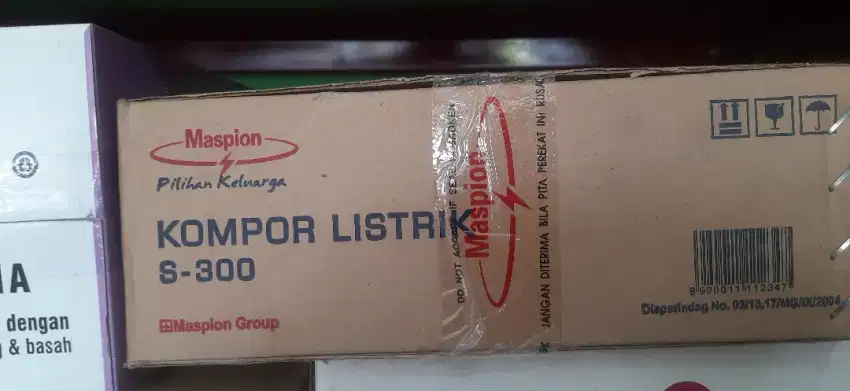 Maspion
Pilihan Keluarga
KOMPOR LISTRIK
S-300
Maspion Group
DO NOT ACCEPT IF SEAL
BROKEN
Maspion
JANGAN DITERIMA BILA PITA PEREKAT INI RUSAK
8 990011 112347
Disperindag No. 03/13,17/MG/IX/2004
IA
dengan
& basah